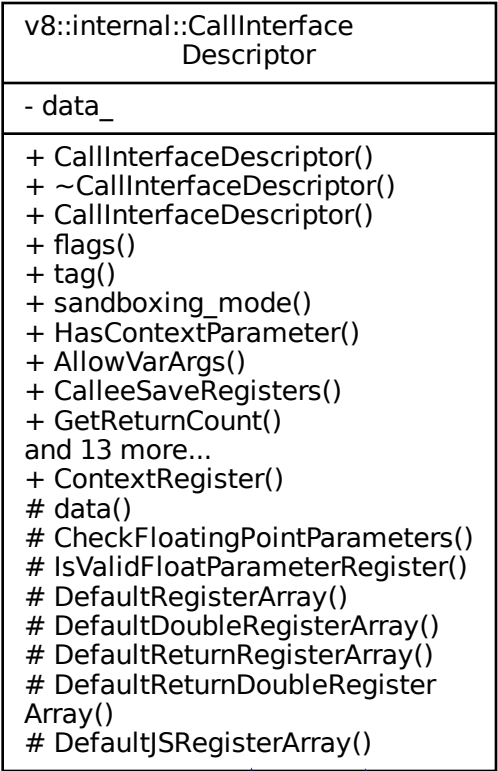 v8::internal::CallInterface
Descriptor
- data_
+ CallInterfaceDescriptor()
+ ~CallInterfaceDescriptor()
+ CallInterfaceDescriptor()
+ flags()
+ tag()
+ sandboxing_mode()
+ HasContextParameter()
+ AllowVarArgs()
+ CalleeSaveRegisters()
+ GetReturnCount()
and 13 more...
+ ContextRegister()
# data()
# CheckFloatingPointParameters()
# IsValidFloatParameterRegister()
# DefaultRegisterArray()
# DefaultDoubleRegisterArray()
# DefaultReturnRegisterArray()
# DefaultReturnDoubleRegister
Array()
# DefaultJSRegisterArray()